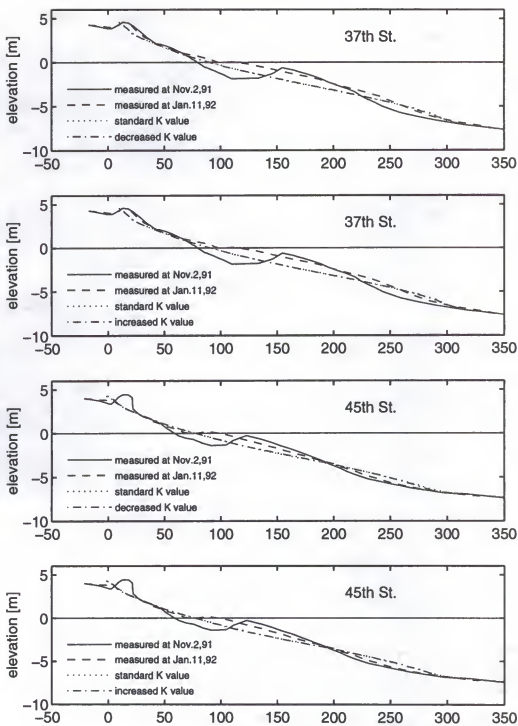 5
37th St.
0
elevation [m]
measured at Nov.2,91
measured at Jan.11,92
−5
standard K value
decreased K value
−10
−50 0 50 100 150 200 250 300 350
5
37th St.
0
elevation [m]
measured at Nov.2,91
measured at Jan.11,92
−5
standard K value
increased K value
−10
−50 0 50 100 150 200 250 300 350
5
45th St.
0
elevation [m]
measured at Nov.2,91
measured at Jan.11,92
−5
standard K value
decreased K value
−10
−50 0 50 100 150 200 250 300 350
5
45th St.
0
elevation [m]
measured at Nov.2,91
measured at Jan.11,92
−5
standard K value
increased K value
−10
−50 0 50 100 150 200 250 300 350